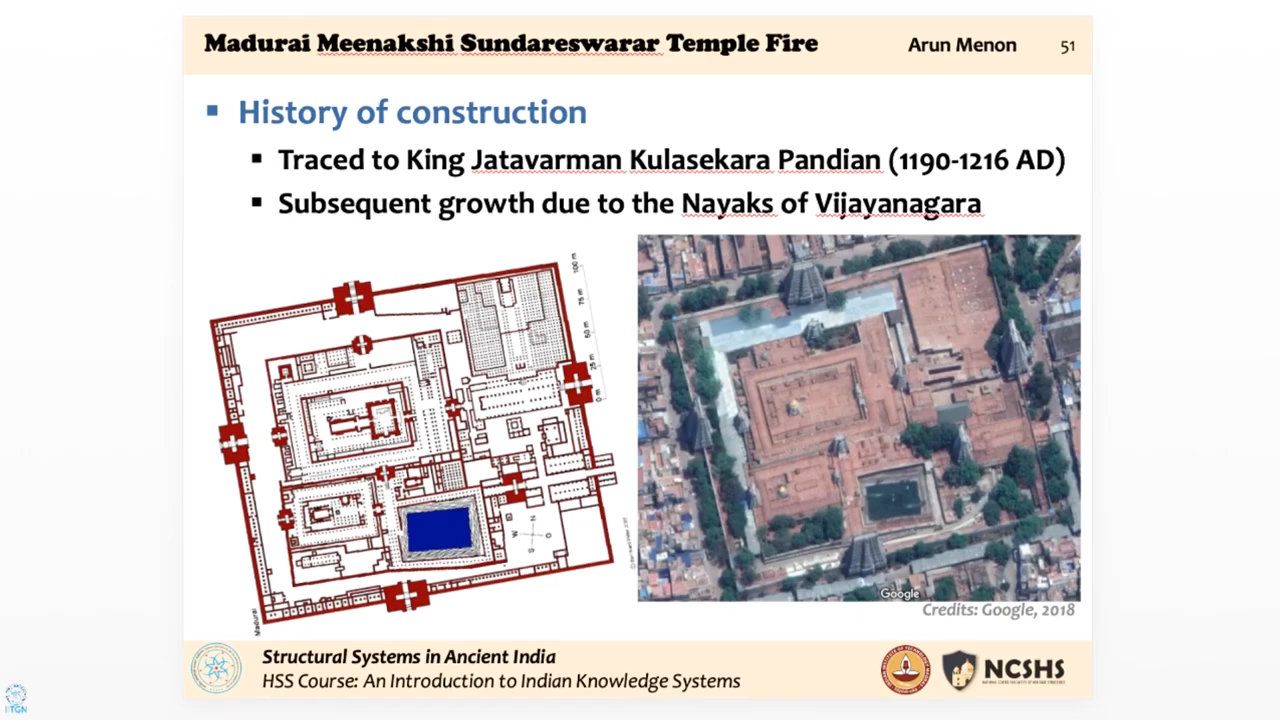 Madurai Meenakshi Sundareswarar Temple Fire
Arun Menon
51
History of construction
Traced to King Jatavarman Kulasekara Pandian (1190-1216 AD)
Subsequent growth due to the Nayaks of Vijayanagara
100 m
75 m
50 m
25 m
0 m
N
W
O
S
Madurai
Google
Credits: Google, 2018
Structural Systems in Ancient India
HSS Course: An Introduction to Indian Knowledge Systems
NCSHS
IITGN